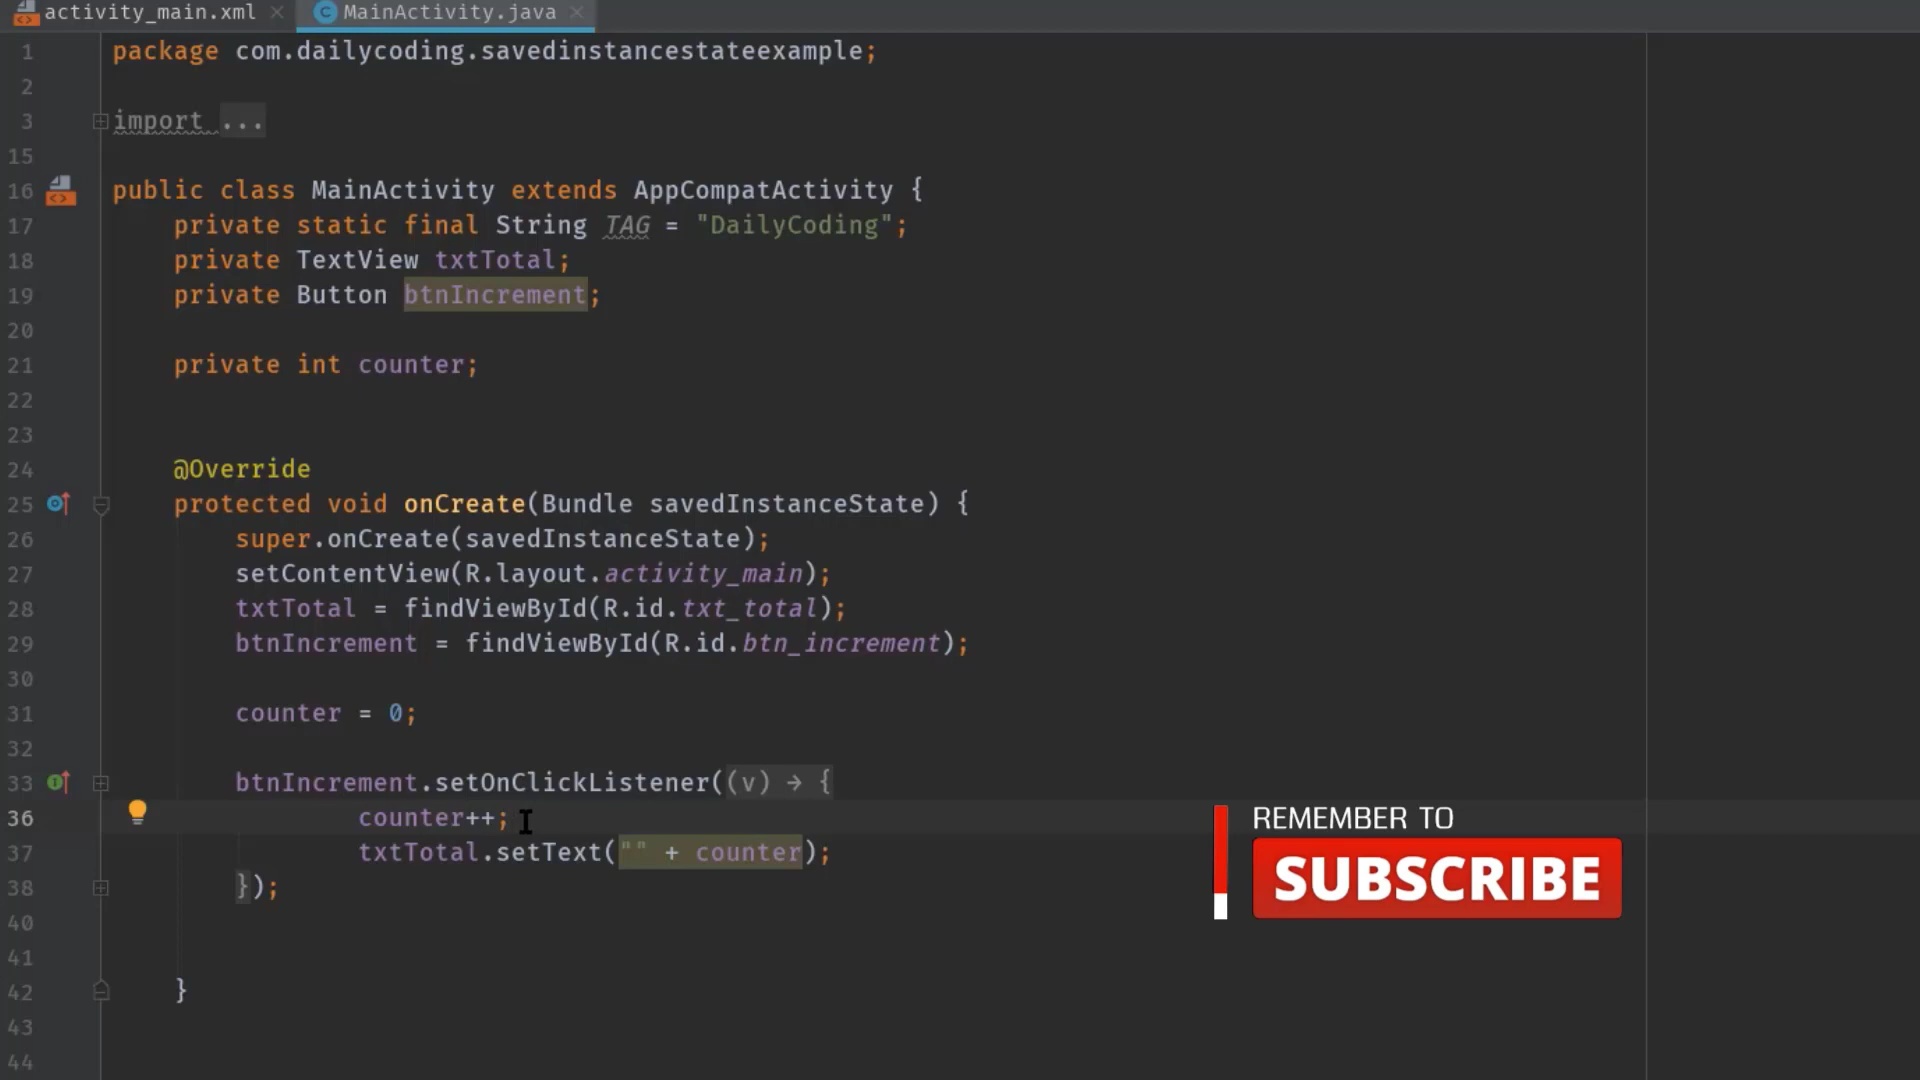 activity_main.xml MainActivity.java
1 package com.dailycoding.savedinstancestateexample;
2
3 import ...
15
16 public class MainActivity extends AppCompatActivity {
17 private static final String TAG = "DailyCoding";
18 private TextView txtTotal;
19 private Button btnIncrement;
20
21 private int counter;
22
23
24 @Override
25 protected void onCreate(Bundle savedInstanceState) {
26 super.onCreate(savedInstanceState);
27 setContentView(R.layout.activity_main);
28 txtTotal = findViewById(R.id.txt_total);
29 btnIncrement = findViewById(R.id.btn_increment);
30
31 counter = 0;
32
33 btnIncrement.setOnClickListener((v) → {
36 counter++;
37 txtTotal.setText("" + counter);
38 });
40
41
42 }
43
44
REMEMBER TO
SUBSCRIBE